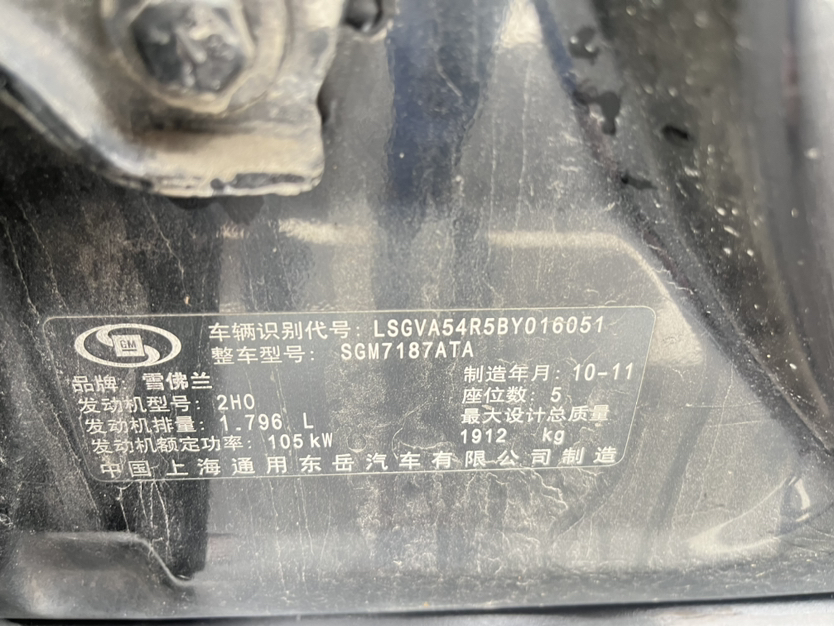 车辆识别代号: LSGVA54R5BY016051
整车型号: SGM7187ATA
GM
品牌: 雪佛兰 制造年月: 10-11
发动机型号: 2H0 座位数: 5
发动机排量: 1.796 L 最大设计总质量
发动机额定功率: 105kW 1912 kg
中国上海通用东岳汽车有限公司制造